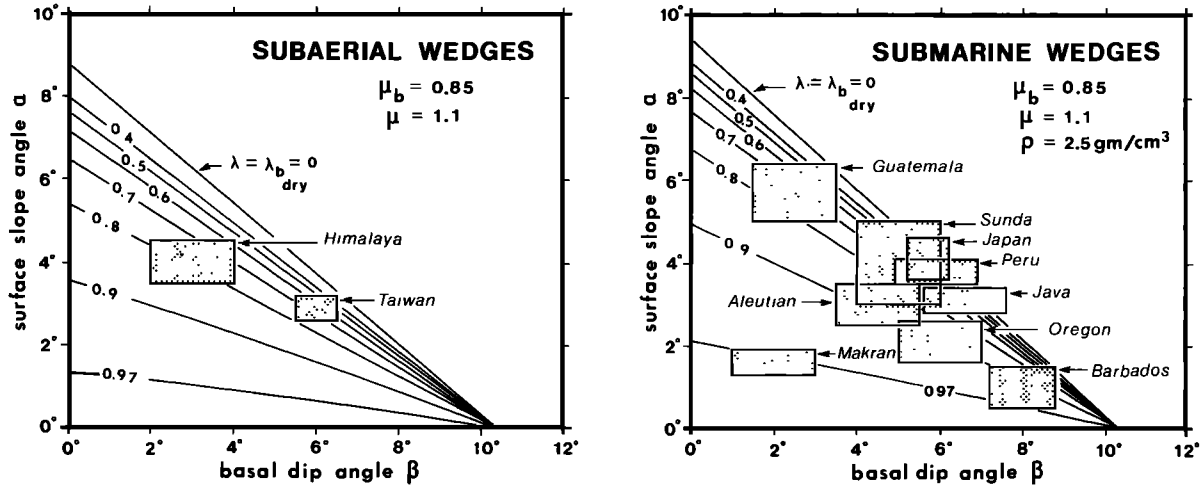 SUBAERIAL WEDGES
μb = 0.85
μ = 1.1
λ = λb = 0
dry
0.4
0.5
0.6
0.7
0.8
0.9
0.97
Himalaya
Taiwan
surface slope angle α
10°
8°
6°
4°
2°
0°
0°
2°
4°
6°
8°
10°
12°
basal dip angle β
SUBMARINE WEDGES
λ = λb = 0
dry
μb = 0.85
μ = 1.1
ρ = 2.5 gm/cm³
0.4
0.5
0.6
0.7
0.8
0.9
0.97
Guatemala
Sunda
Japan
Peru
Java
Aleutian
Oregon
Makran
Barbados
surface slope angle α
10°
8°
6°
4°
2°
0°
0°
2°
4°
6°
8°
10°
12°
basal dip angle β